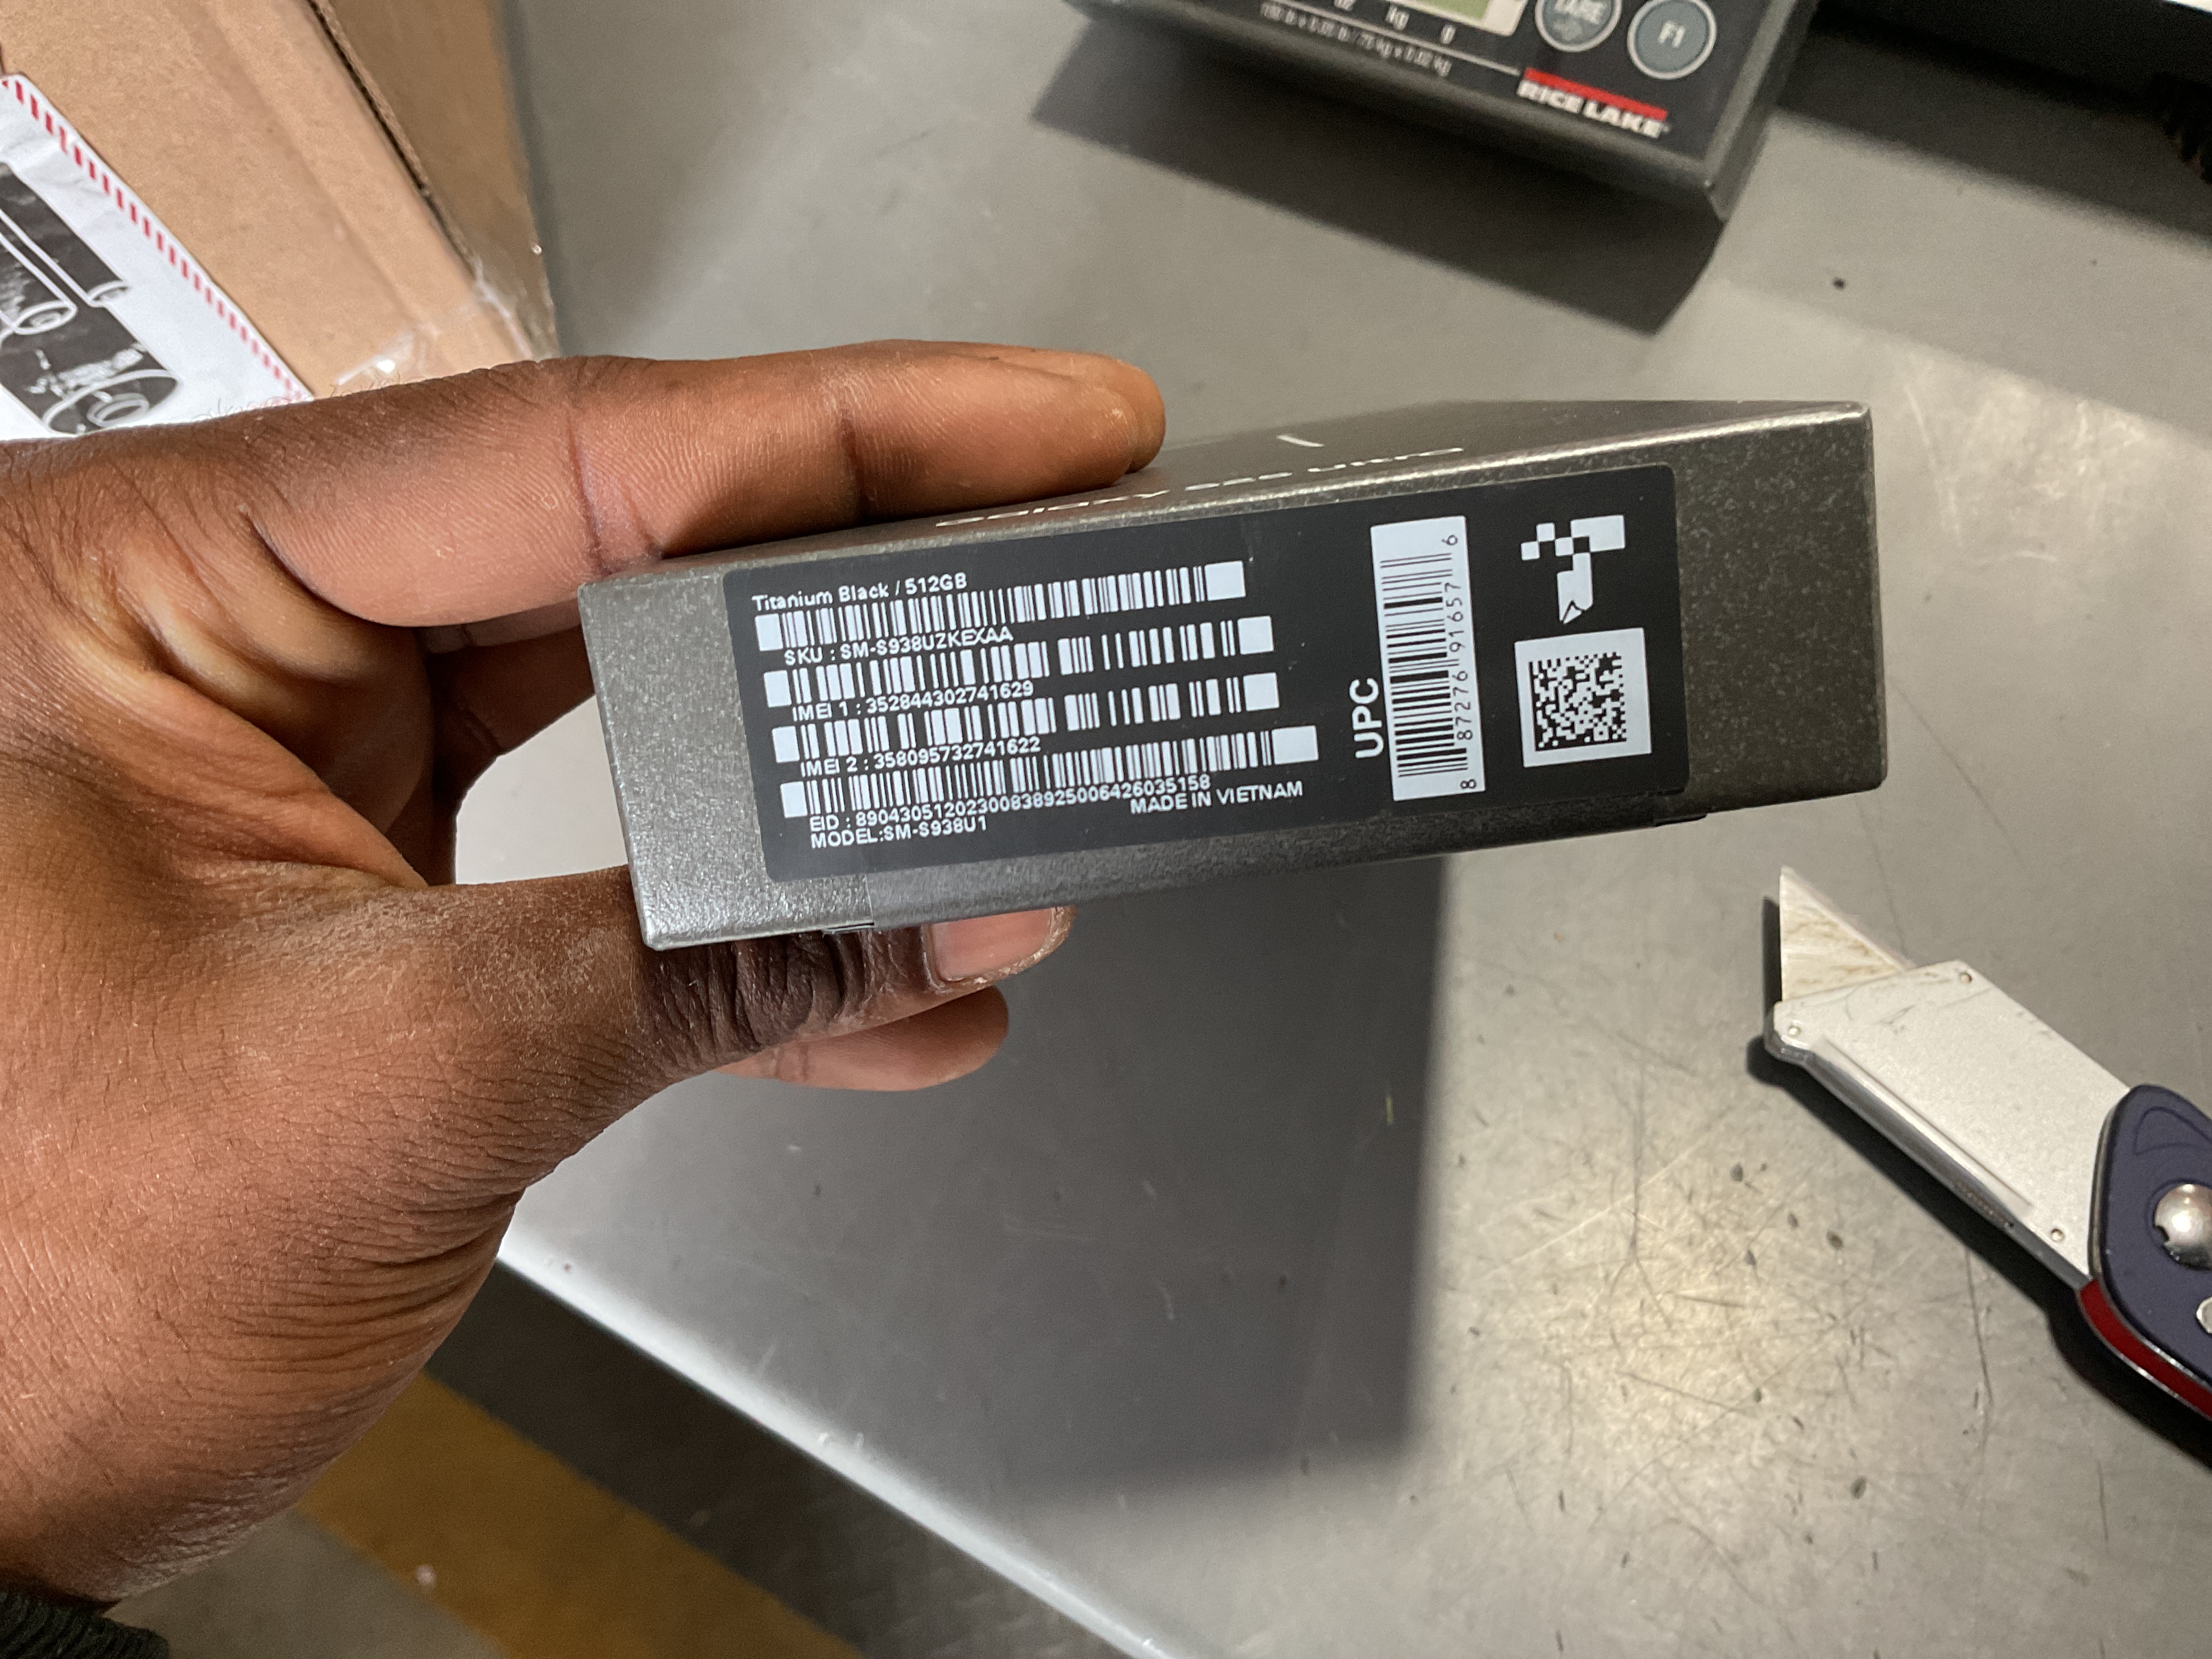 kg
g
TARE
F1
RICE LAKE
Titanium Black / 512GB
SKU : SM-S938UZKEXAA
IMEI 1 : 352844302741629
IMEI 2 : 358095732741622
EID : 89043051202300838925006426035158
MADE IN VIETNAM
MODEL:SM-S938U1
UPC
8 87276 91657 6